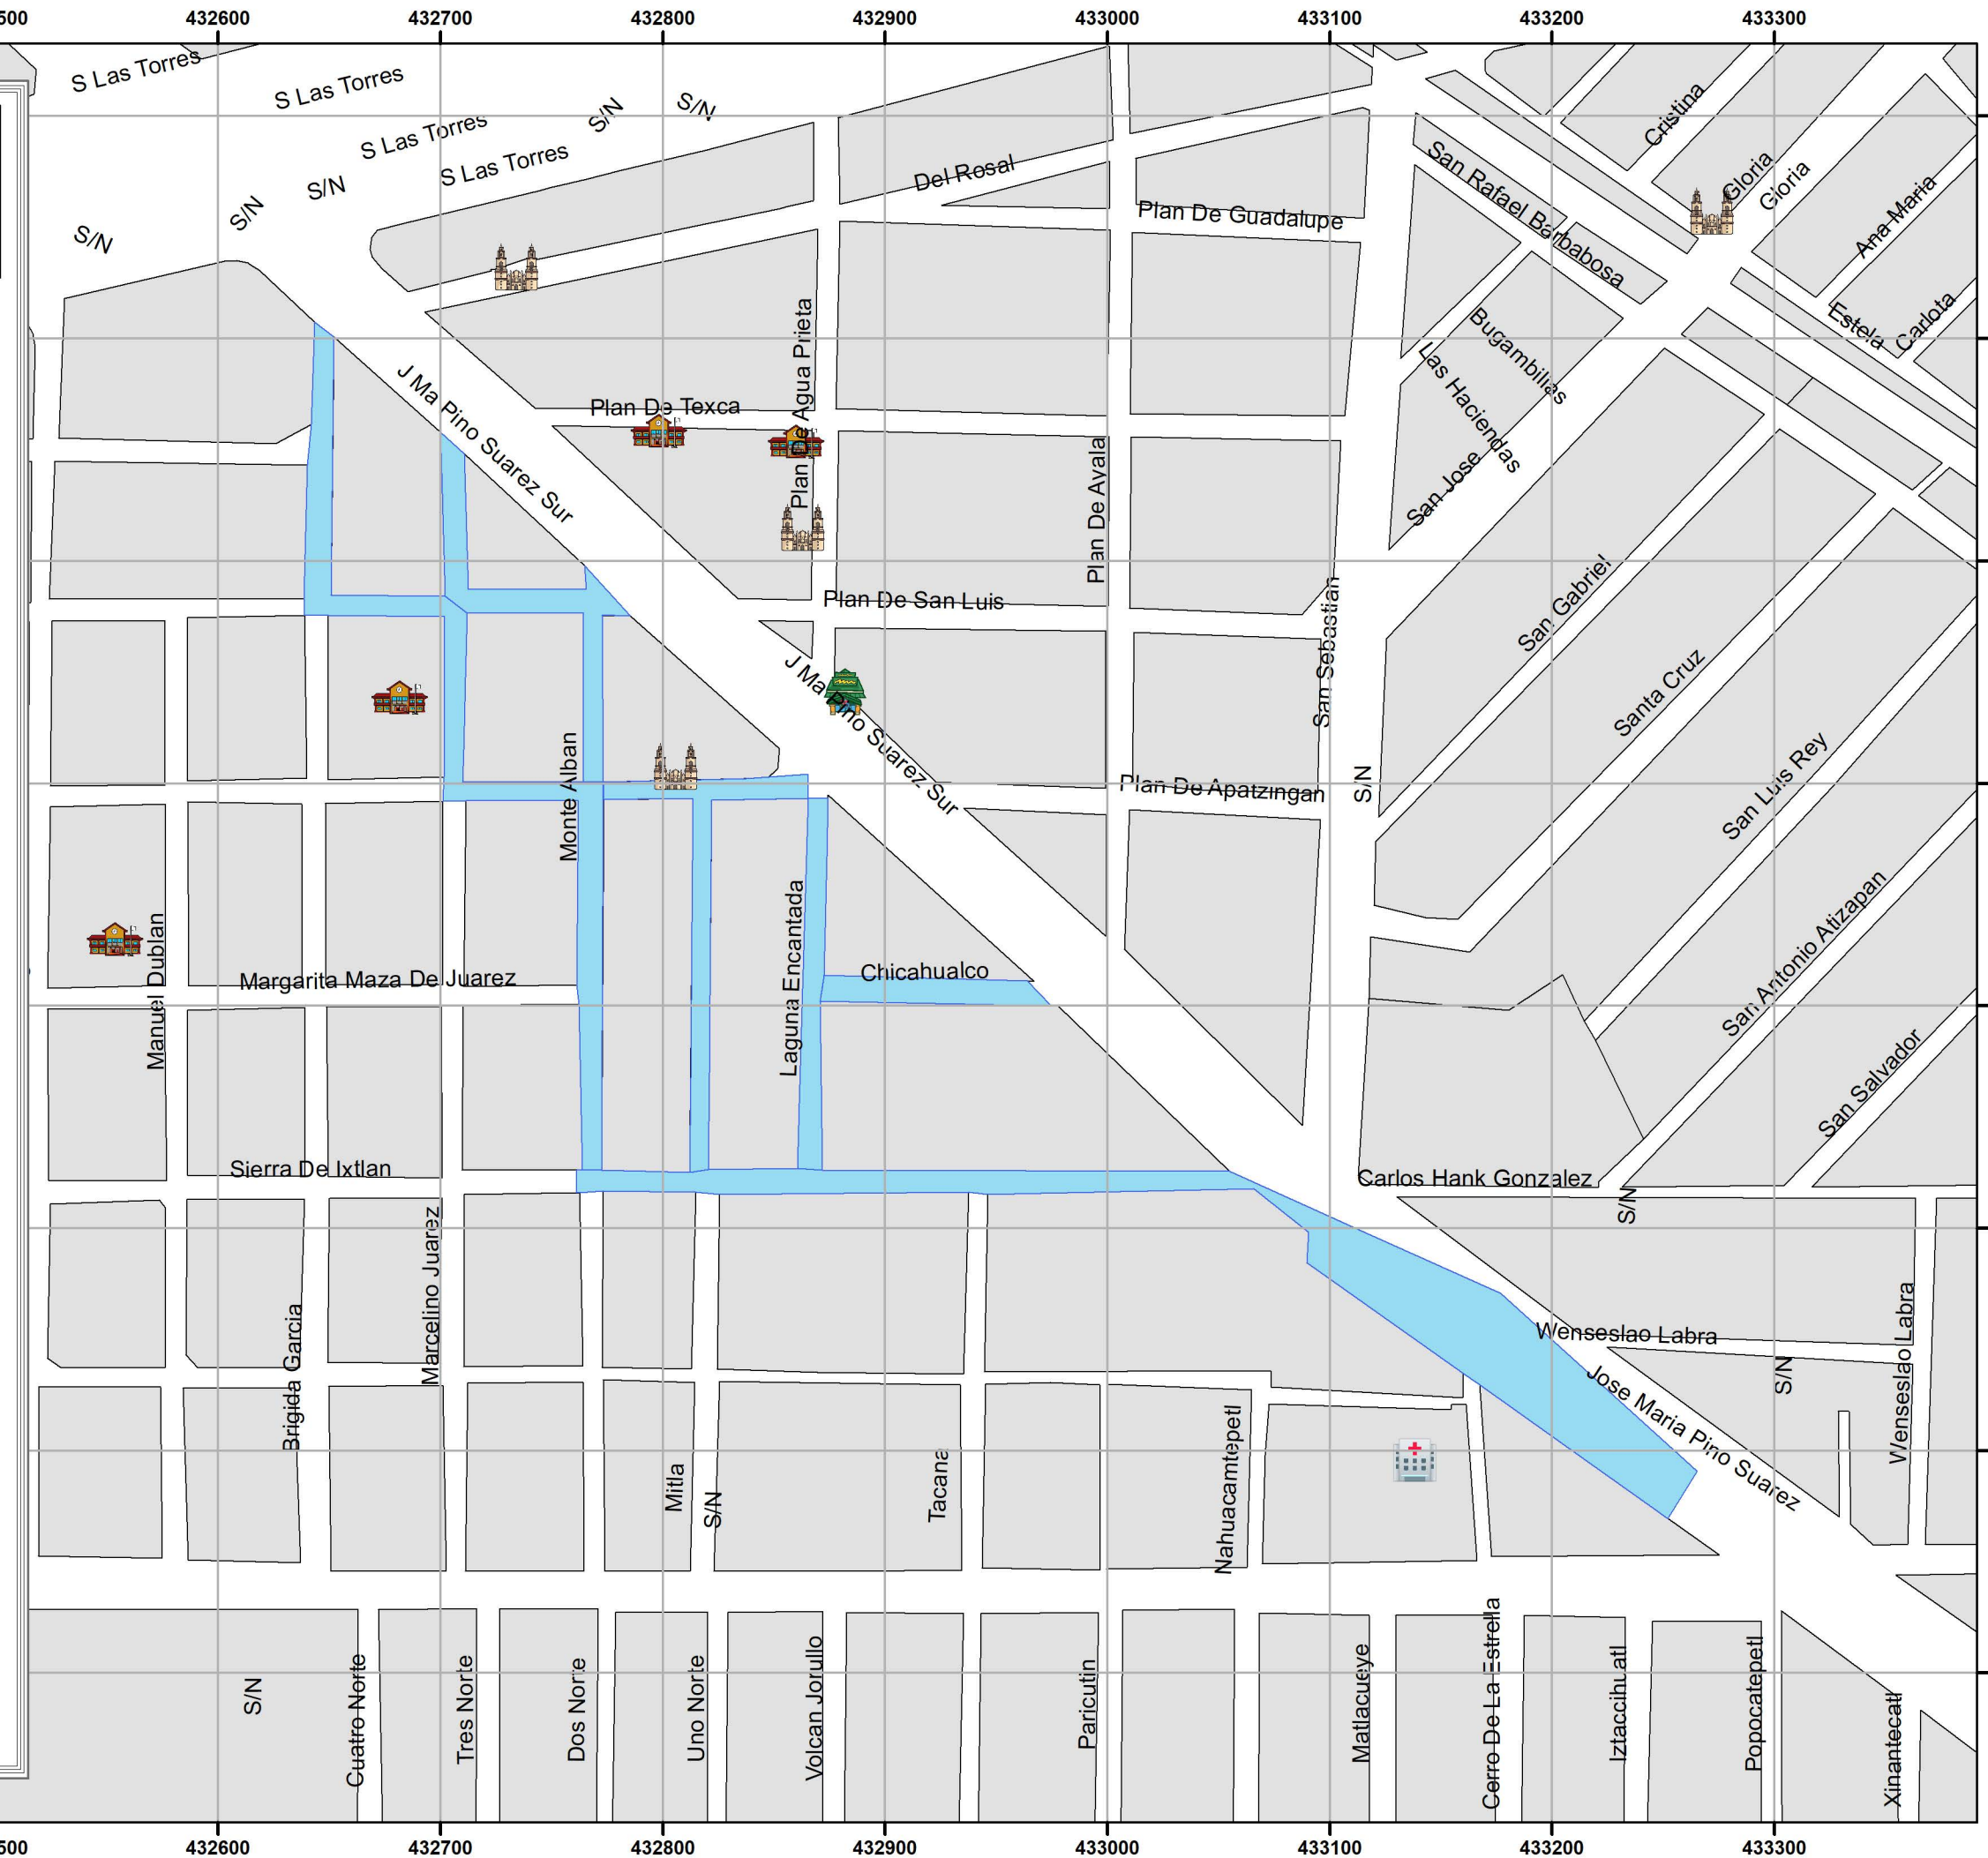 500 432600 432700 432800 432900 433000 433100 433200 433300
S Las Torres
S Las Torres
S Las Torres
S Las Torres
S/N
S/N
S/N
S/N
S/N
Del Rosal
Plan De Guadalupe
San Rafael Barbabosa
Cristina
Gloria
Gloria
Ana Maria
Estela
Carlota
Bugambilias
Las Haciendas
San Jose
J Ma Pino Suarez Sur
Plan De Texca
Plan De Agua Prieta
Plan De Ayala
Plan De San Luis
San Sebastian
San Gabriel
Santa Cruz
San Luis Rey
J Ma Pino Suarez Sur
Monte Alban
Plan De Apatzingan
S/N
San Antonio Atizapan
San Salvador
Manuel Dublan
Margarita Maza De Juarez
Laguna Encantada
Chicahualco
Sierra De Ixtlan
Carlos Hank Gonzalez
S/N
Marcelino Juarez
Brigida Garcia
Wenseslao Labra
Wenseslao Labra
S/N
Jose Maria Pino Suarez
Mitla
S/N
Tacana
Nahuacamtepetl
S/N
Cuatro Norte
Tres Norte
Dos Norte
Uno Norte
Volcan Jorullo
Paricutin
Matlacueye
Cerro De La Estrella
Iztaccihuatl
Popocatepetl
Xinantecatl
500 432600 432700 432800 432900 433000 433100 433200 433300